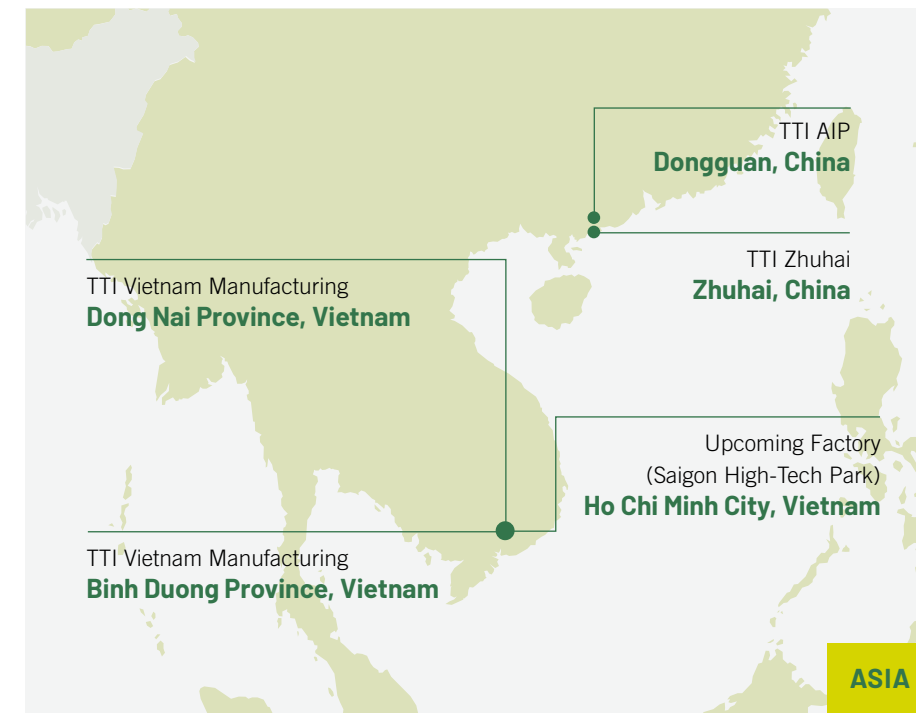 TTI AIP
Dongguan, China
TTI Zhuhai
Zhuhai, China
TTI Vietnam Manufacturing
Dong Nai Province, Vietnam
Upcoming Factory
(Saigon High-Tech Park)
Ho Chi Minh City, Vietnam
TTI Vietnam Manufacturing
Binh Duong Province, Vietnam
ASIA